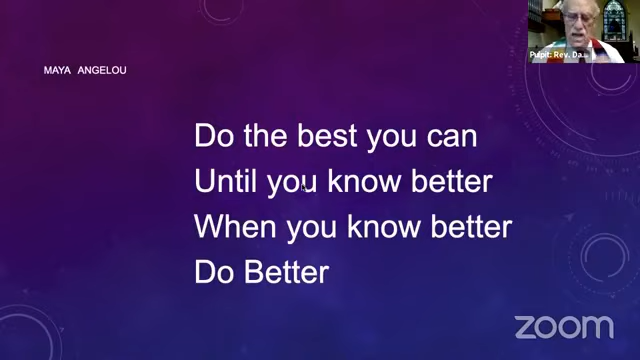 Pulpit: Rev. Da...
MAYA ANGELOU
Do the best you can
Until you know better
When you know better
Do Better
zoom